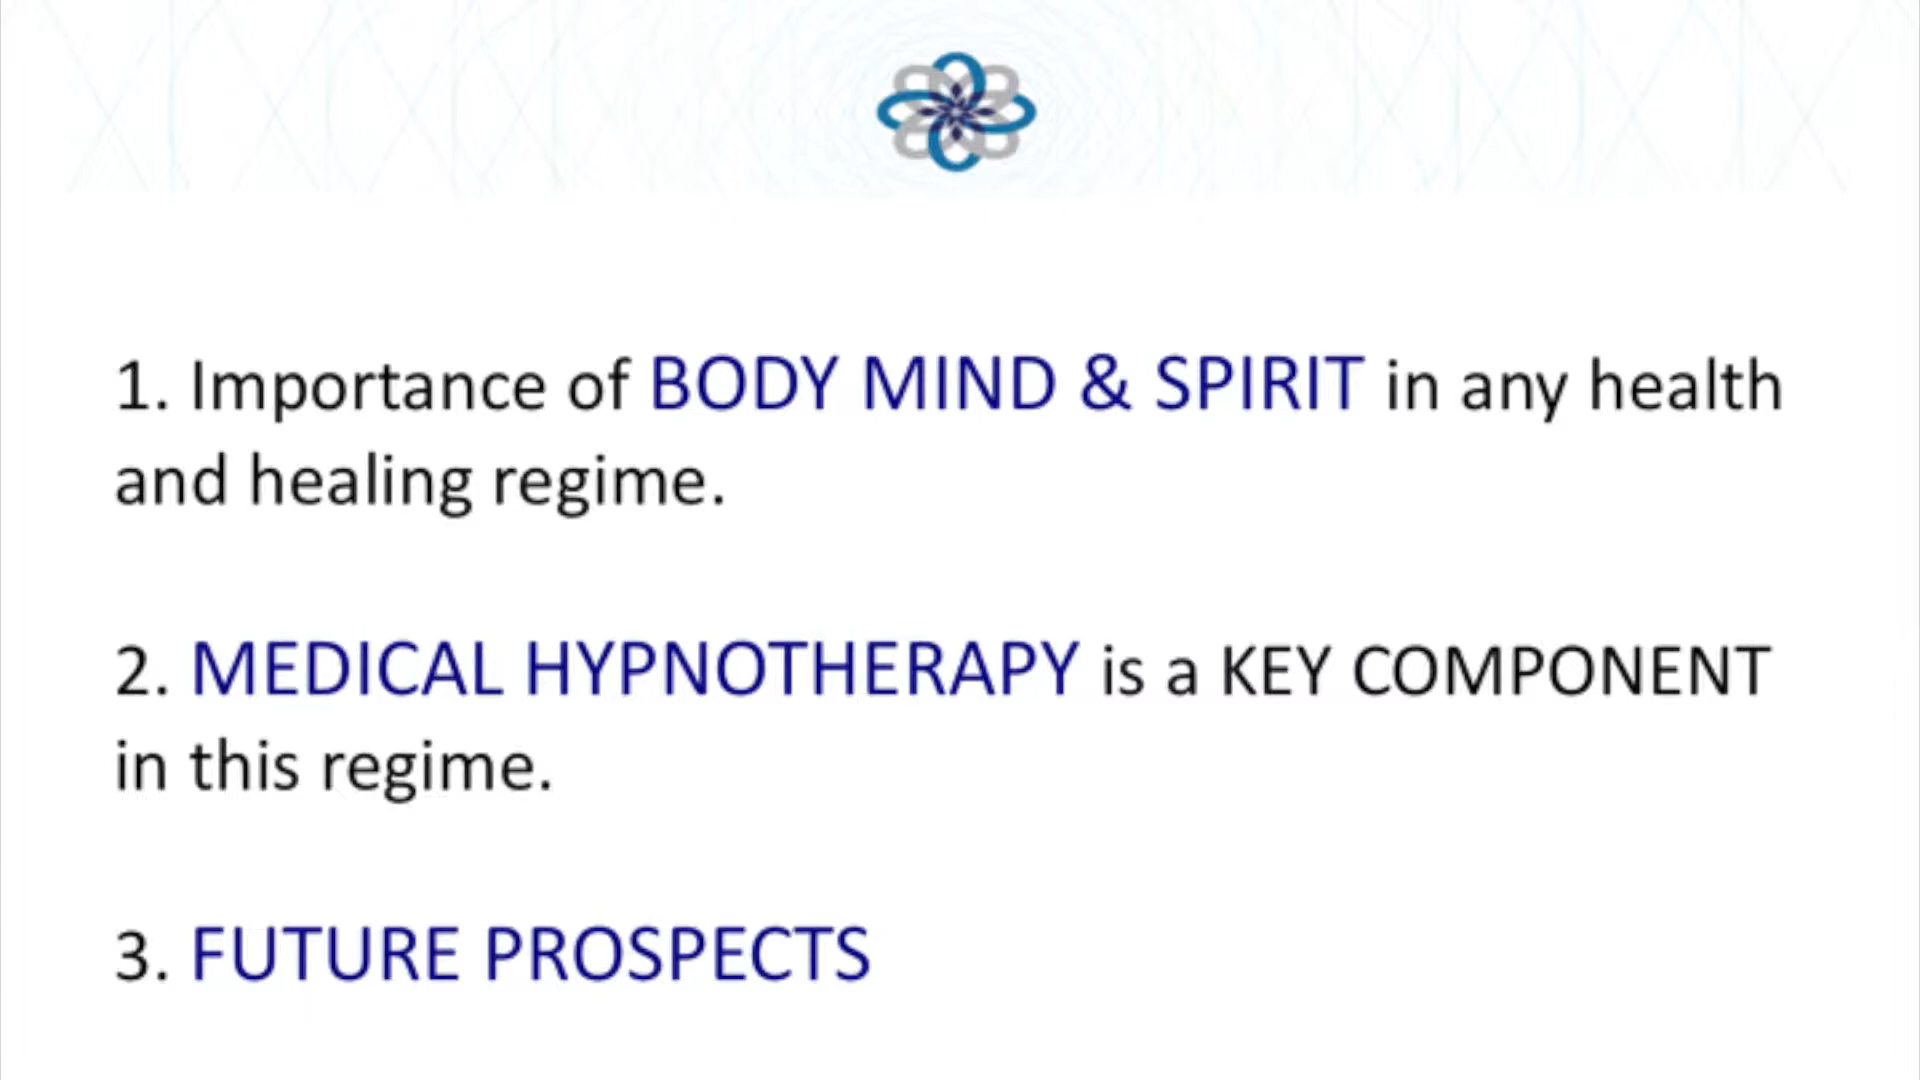 1. Importance of BODY MIND & SPIRIT in any health
and healing regime.
2. MEDICAL HYPNOTHERAPY is a KEY COMPONENT
in this regime.
3. FUTURE PROSPECTS